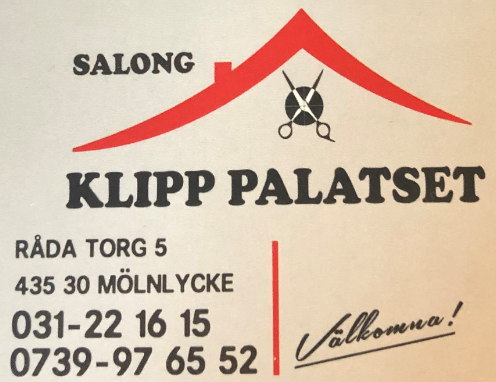 SALONG
KLIPP PALATSET
RÅDA TORG 5
435 30 MÖLNLYCKE
031-22 16 15
0739-97 65 52
Välkomna!